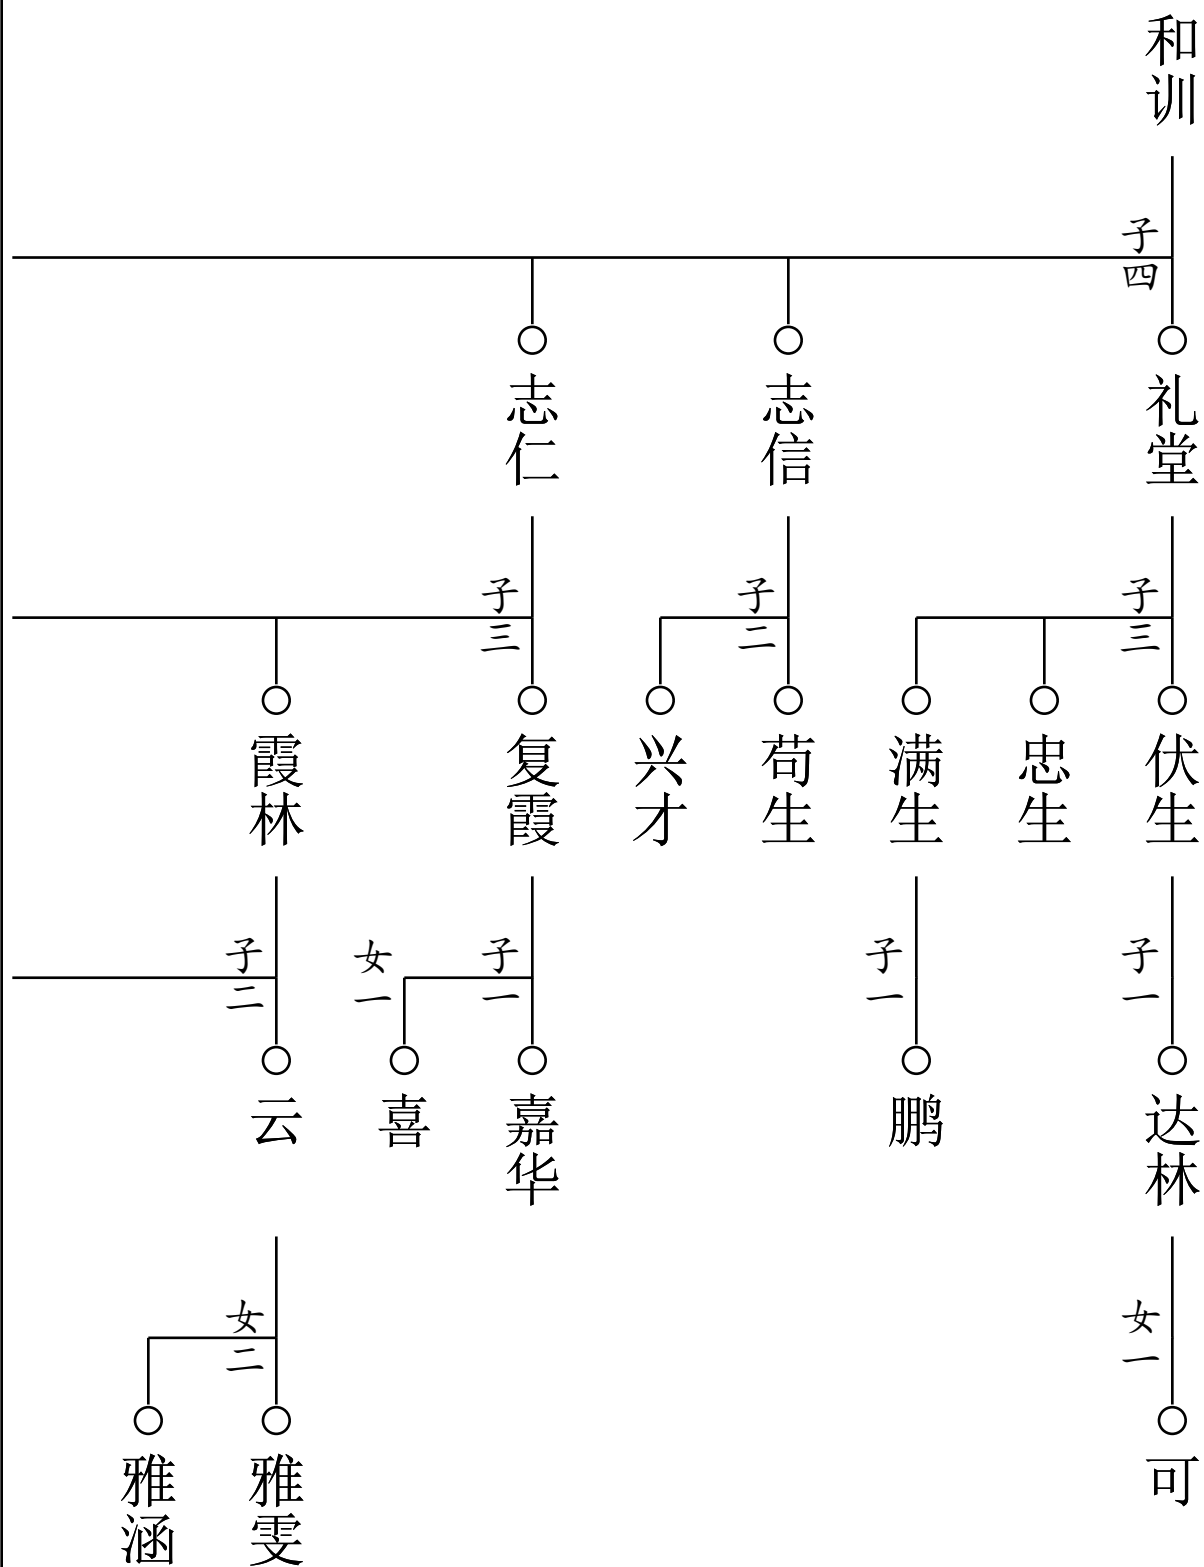 和训
子四
礼堂
志信
志仁
子三
子二
子三
伏生
忠生
满生
苟生
兴才
复霞
霞林
子一
子一
子一
女一
子二
达林
鹏
嘉华
喜
云
女一
女二
可
雅雯
雅涵